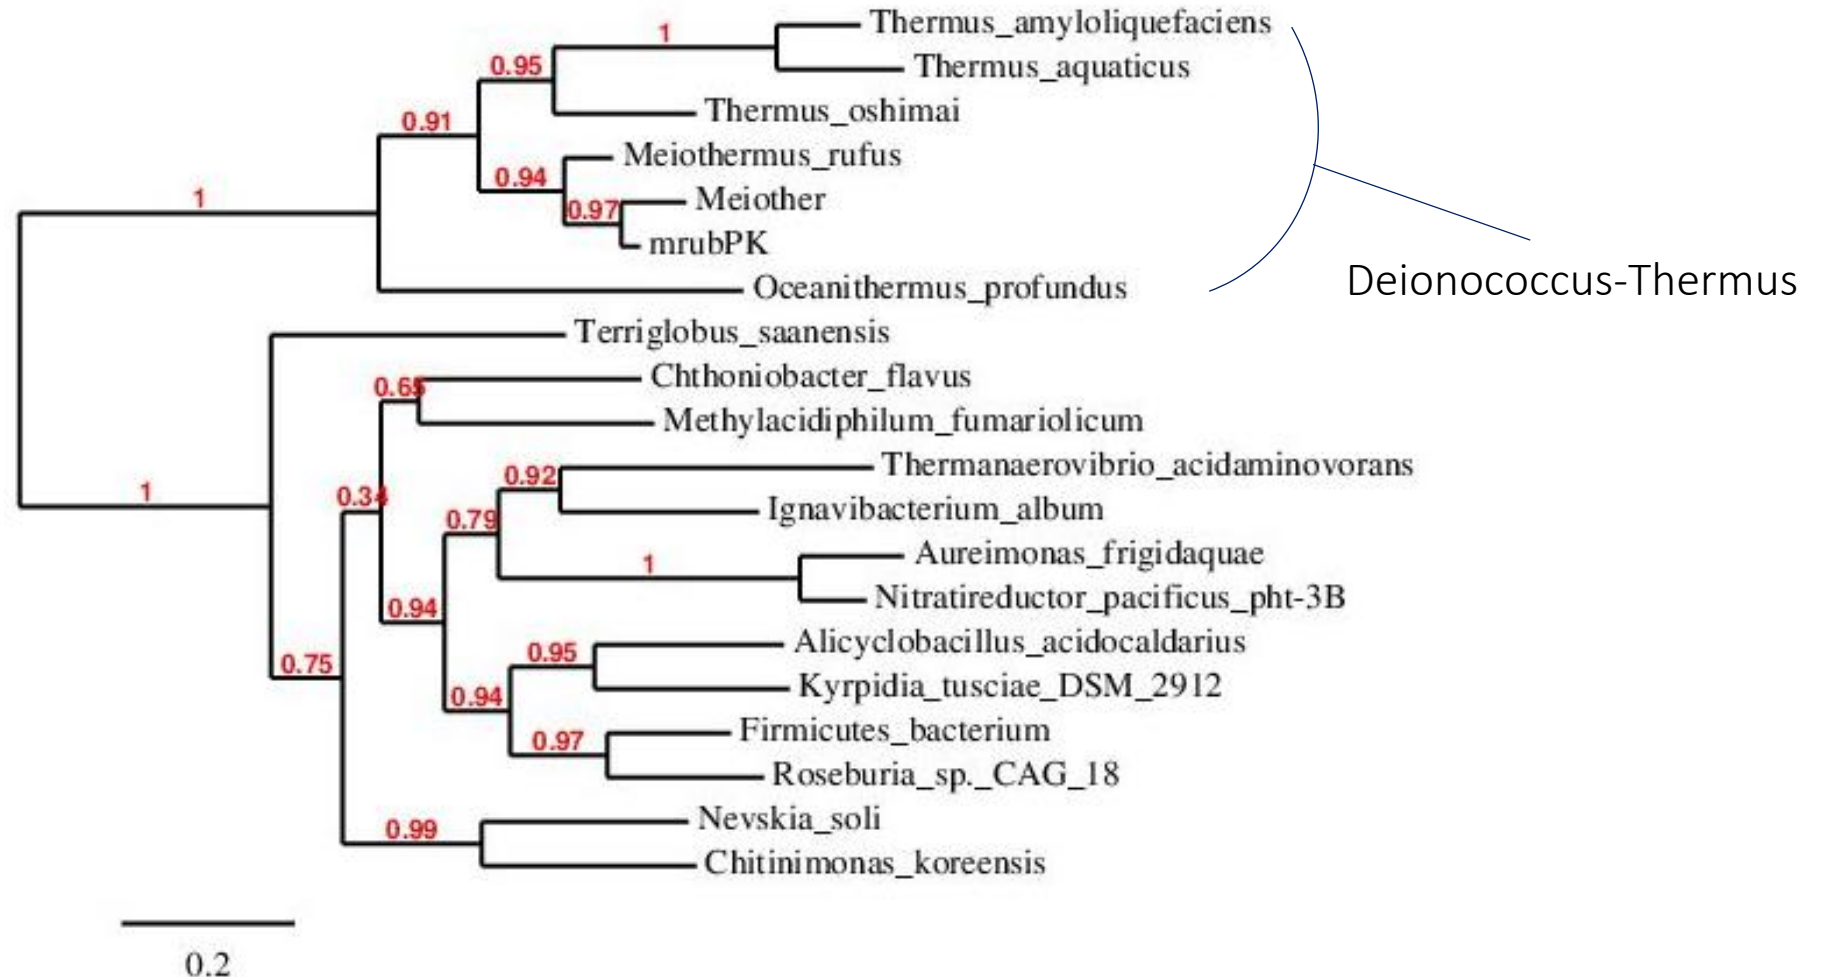 Thermus_amyloliquefaciens
1
Thermus_aquaticus
0.95
Thermus_oshimai
0.91
Meiothermus_rufus
0.94
Meiother
0.97
mrubPK
1
Oceanithermus_profundus
Deionococcus-Thermus
Terriglobus_saanensis
Chthoniobacter_flavus
0.65
Methylacidiphilum_fumariolicum
Thermanaerovibrio_acidaminovorans
0.92
1
0.34
Ignavibacterium_album
0.79
Aureimonas_frigidaquae
1
Nitratireductor_pacificus_pht-3B
0.94
Alicyclobacillus_acidocaldarius
0.95
0.75
Kyrpidia_tusciae_DSM_2912
0.94
Firmicutes_bacterium
0.97
Roseburia_sp._CAG_18
Nevskia_soli
0.99
Chitinimonas_koreensis
0.2